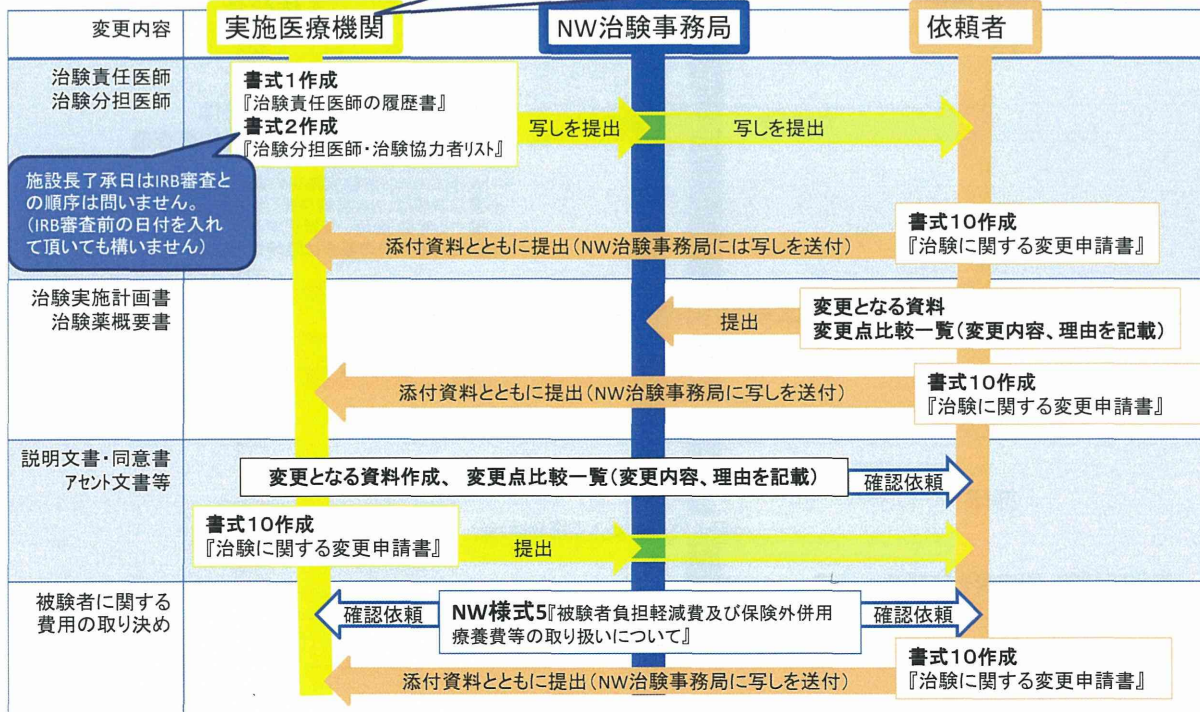 変更内容
実施医療機関
NW治験事務局
依頼者
治験責任医師
治験分担医師
書式1作成
『治験責任医師の履歴書』
書式2作成
『治験分担医師・治験協力者リスト』
写しを提出
写しを提出
施設長了承日はIRB審査と
の順序は問いません。
(IRB審査前の日付を入れ
て頂いても構いません)
書式10作成
『治験に関する変更申請書』
添付資料とともに提出(NW治験事務局には写しを送付)
治験実施計画書
治験薬概要書
変更となる資料
変更点比較一覧(変更内容、理由を記載)
提出
書式10作成
『治験に関する変更申請書』
添付資料とともに提出(NW治験事務局に写しを送付)
説明文書・同意書
アセント文書等
変更となる資料作成、 変更点比較一覧(変更内容、理由を記載)
確認依頼
書式10作成
『治験に関する変更申請書』
提出
被験者に関する
費用の取り決め
確認依頼
NW様式5『被験者負担軽減費及び保険外併用
療養費等の取り扱いについて』
確認依頼
書式10作成
『治験に関する変更申請書』
添付資料とともに提出(NW治験事務局に写しを送付)